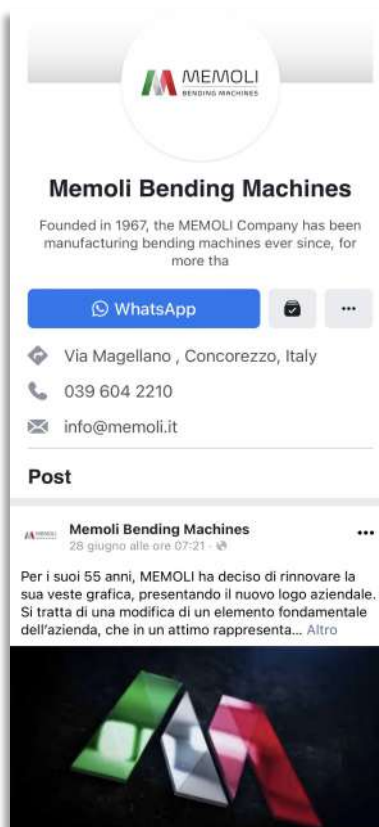 MEMOLI
BENDING MACHINES
Memoli Bending Machines
Founded in 1967, the MEMOLI Company has been
manufacturing bending machines ever since, for
more tha
WhatsApp
Via Magellano , Concorezzo, Italy
039 604 2210
info@memoli.it
Post
MEMOLI
Memoli Bending Machines
28 giugno alle ore 07:21 ·
Per i suoi 55 anni, MEMOLI ha deciso di rinnovare la
sua veste grafica, presentando il nuovo logo aziendale.
Si tratta di una modifica di un elemento fondamentale
dell'azienda, che in un attimo rappresenta... Altro